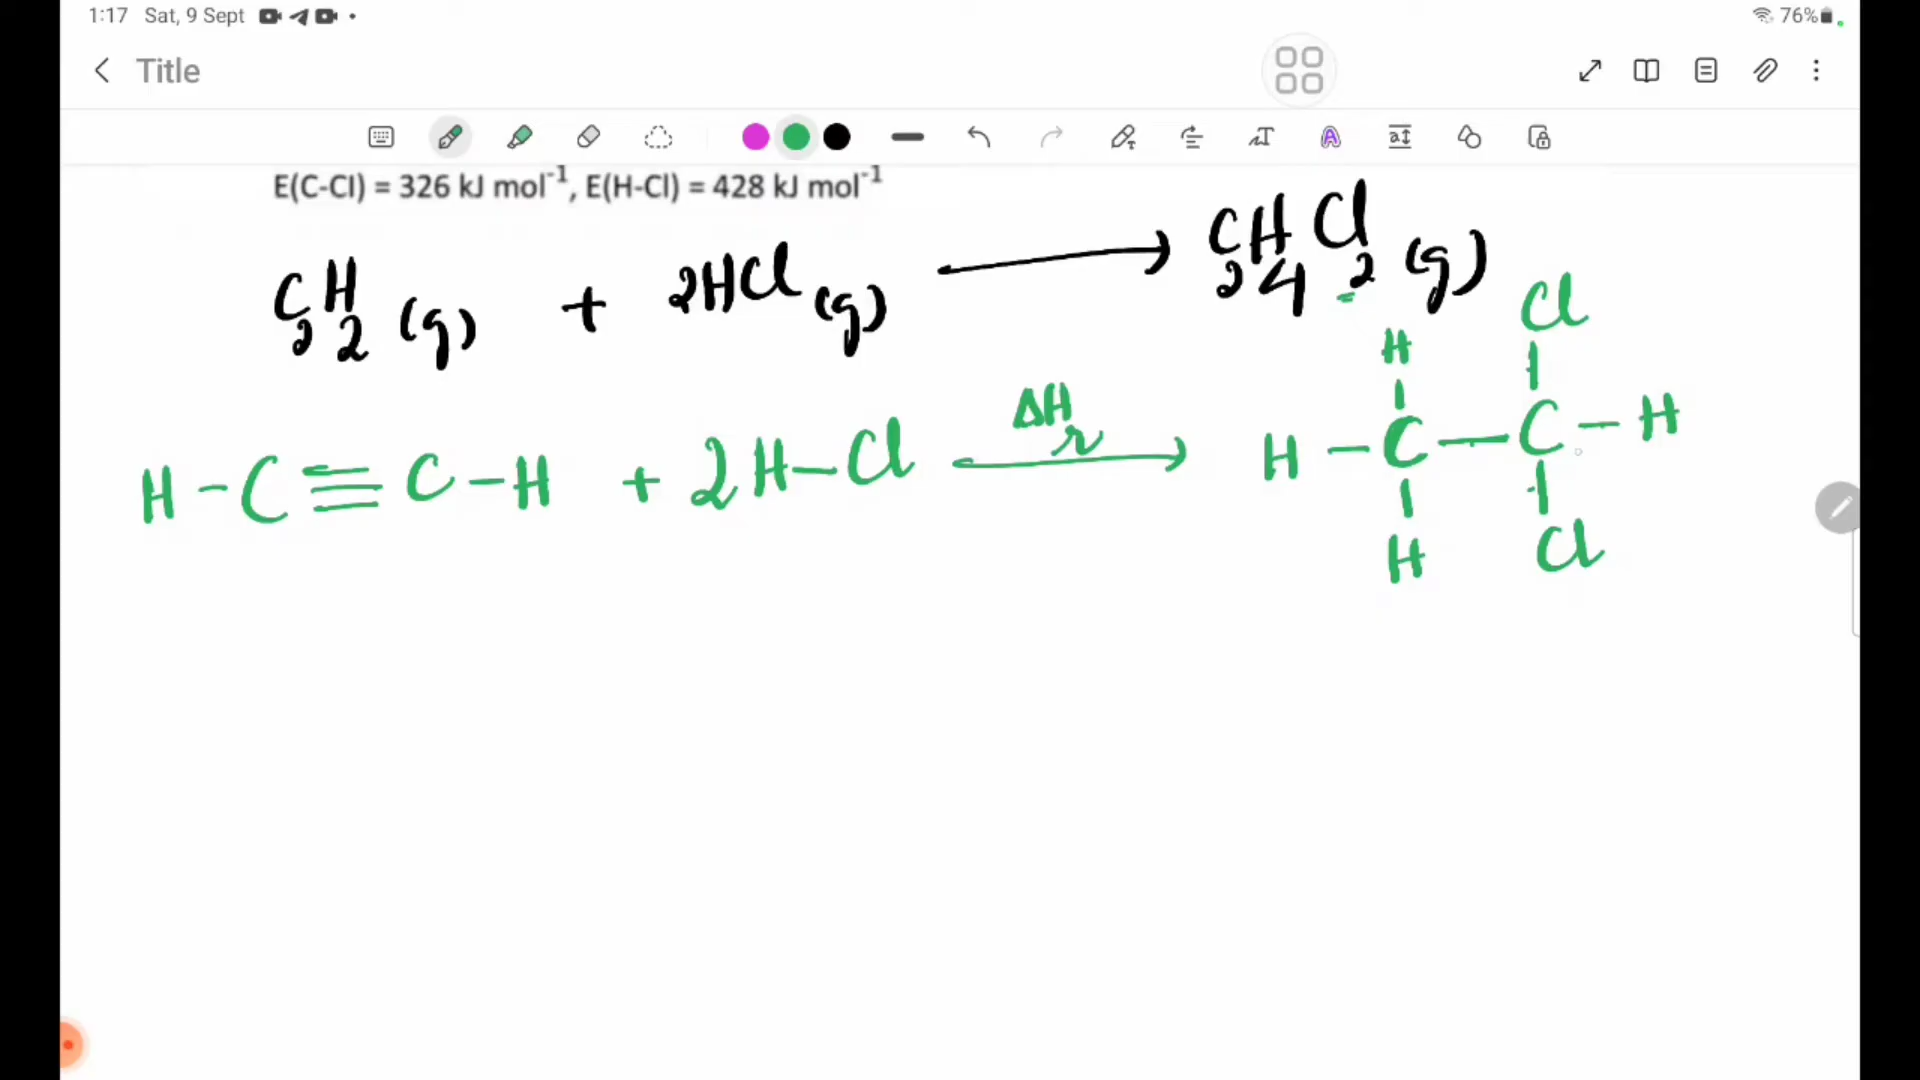 1:17 Sat, 9 Sept 76%
Title
E(C-Cl) = 326 kJ mol⁻¹, E(H-Cl) = 428 kJ mol⁻¹
C₂H₂ (g) + 2HCl (g) ⟶ C₂H₄Cl₂ (g)
Cl
H
ΔHr
H-C≡C-H + 2H-Cl ⟶ H-C-C-H
H
Cl